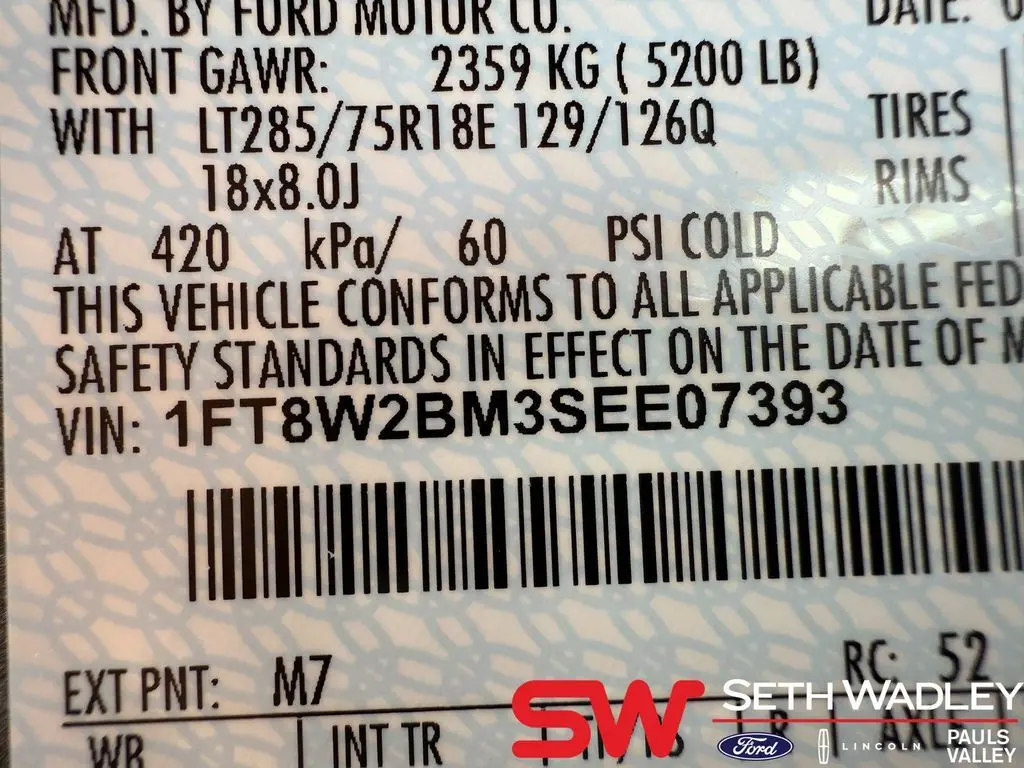 MFD. BY FORD MOTOR CO. DATE: 0
FRONT GAWR: 2359 KG ( 5200 LB)
WITH LT285/75R18E 129/126Q TIRES
18x8.0J RIMS
AT 420 kPa/ 60 PSI COLD
THIS VEHICLE CONFORMS TO ALL APPLICABLE FED
SAFETY STANDARDS IN EFFECT ON THE DATE OF M
VIN: 1FT8W2BM3SEE07393
EXT PNT: M7 RC: 52
WB INT TR AXLE
SW SETH WADLEY
Ford LINCOLN PAULS
VALLEY